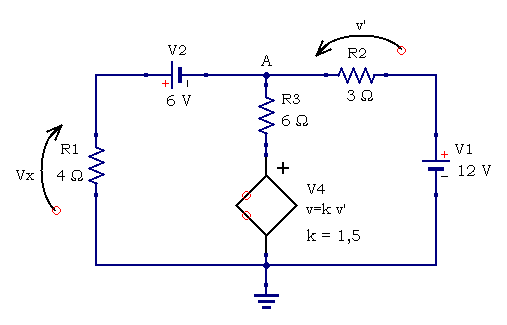 v'
V2
A
R2
+
6 V
R3
3 Ω
6 Ω
R1
Vx
4 Ω
V1
+
12 V
+
V4
v=k v'
k = 1,5